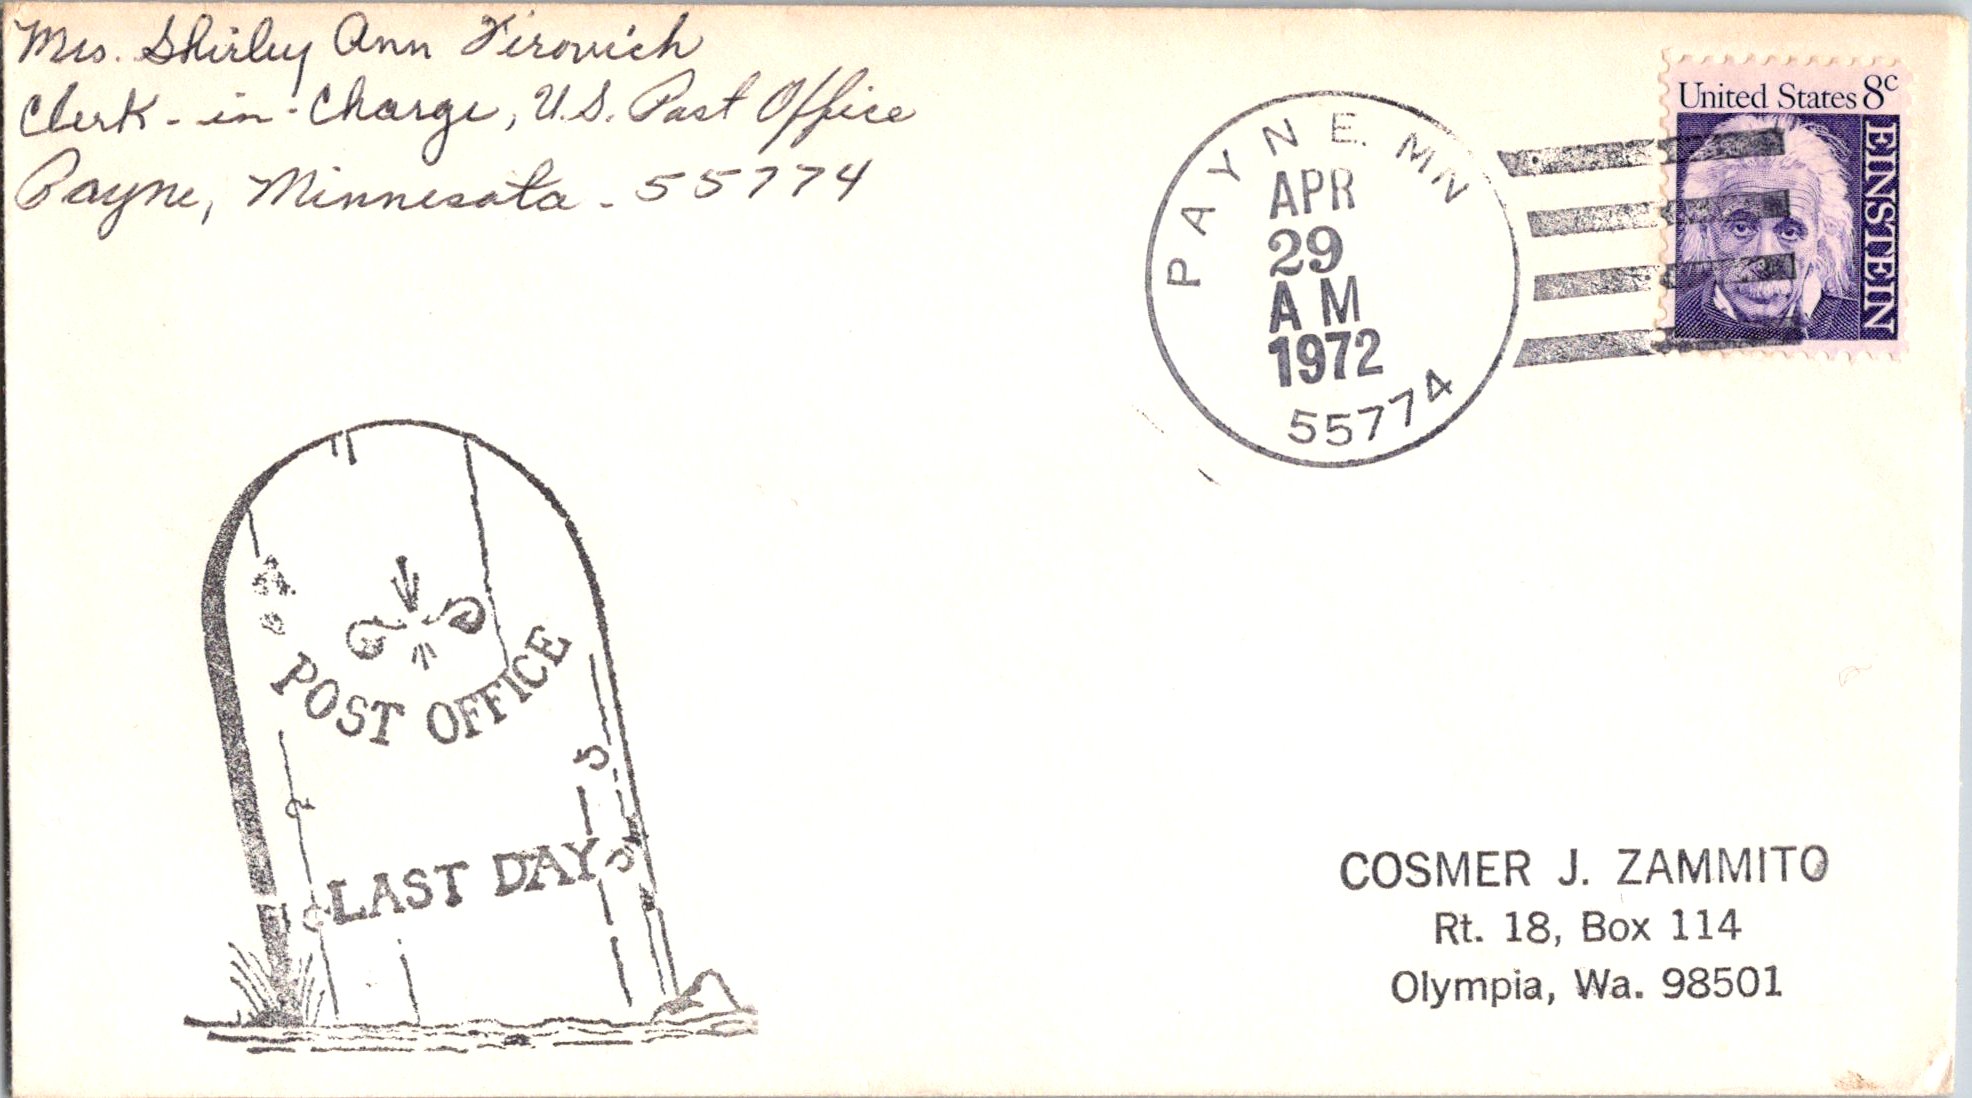 Mrs. Shirley Ann
Clerk-in-Charge, U.S. Post Office
Payne, Minnesota - 55774
PAYNE. MN
APR
29
AM
1972
55774
United States 8c
EINSTEIN
POST OFFICE
LAST DAY
COSMER J. ZAMMITO
Rt. 18, Box 114
Olympia, Wa. 98501